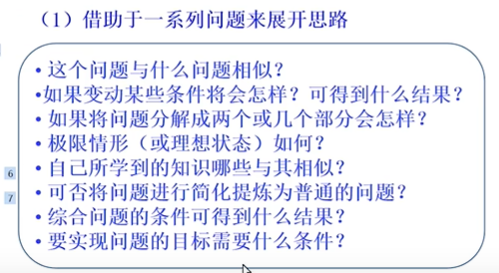 （1）借助于一系列问题来展开思路
• 这个问题与什么问题相似？
•如果变动某些条件将会怎样？可得到什么结果？
• 如果将问题分解成两个或几个部分会怎样？
• 极限情形（或理想状态）如何？
• 自己所学到的知识哪些与其相似？
• 可否将问题进行简化提炼为普通的问题？
• 综合问题的条件可得到什么结果？
• 要实现问题的目标需要什么条件？
6
7